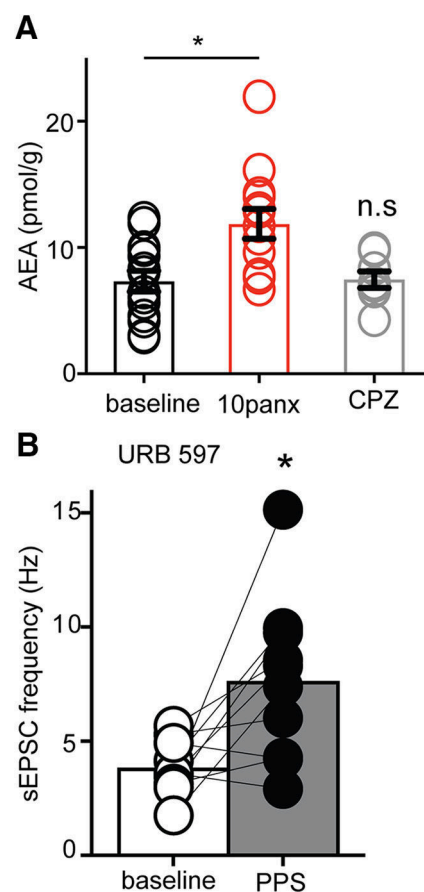 A
*
20
n.s
AEA (pmol/g)
10
0
baseline 10panx CPZ
B
URB 597
*
15
sEPSC frequency (Hz)
10
5
0
baseline PPS